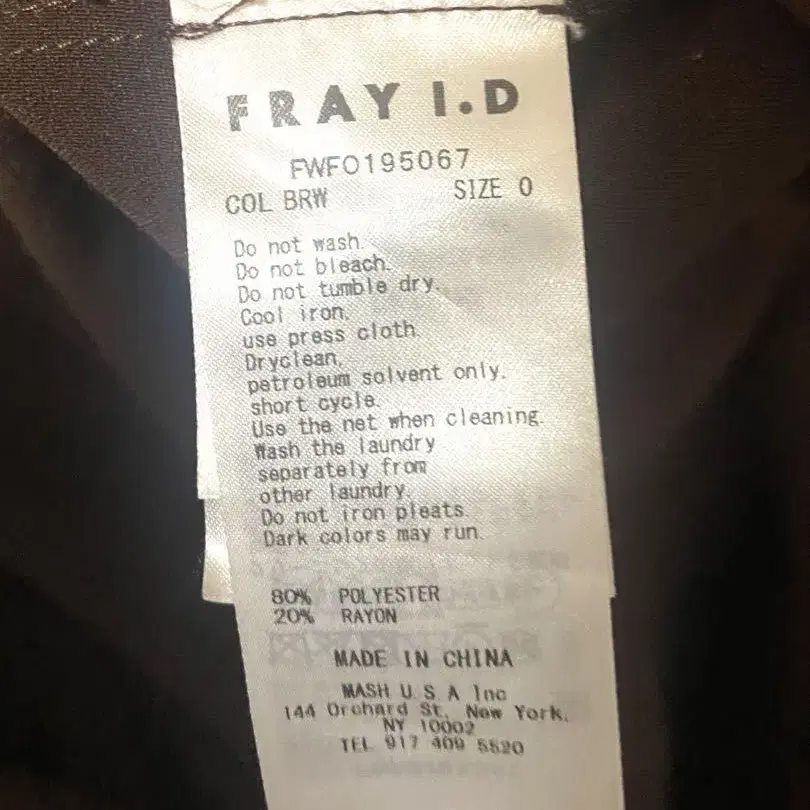 FRAY I.D
FWFO195067
COL BRW SIZE 0
Do not wash.
Do not bleach.
Do not tumble dry.
Cool iron.
use press cloth.
Dryclean.
petroleum solvent only.
short cycle.
Use the net when cleaning.
Wash the laundry
separately from
other laundry.
Do not iron pleats.
Dark colors may run.
80% POLYESTER
20% RAYON
MADE IN CHINA
MASH U.S.A Inc
144 Orchard St. New York.
NY 10002
TEL 917 409 5520